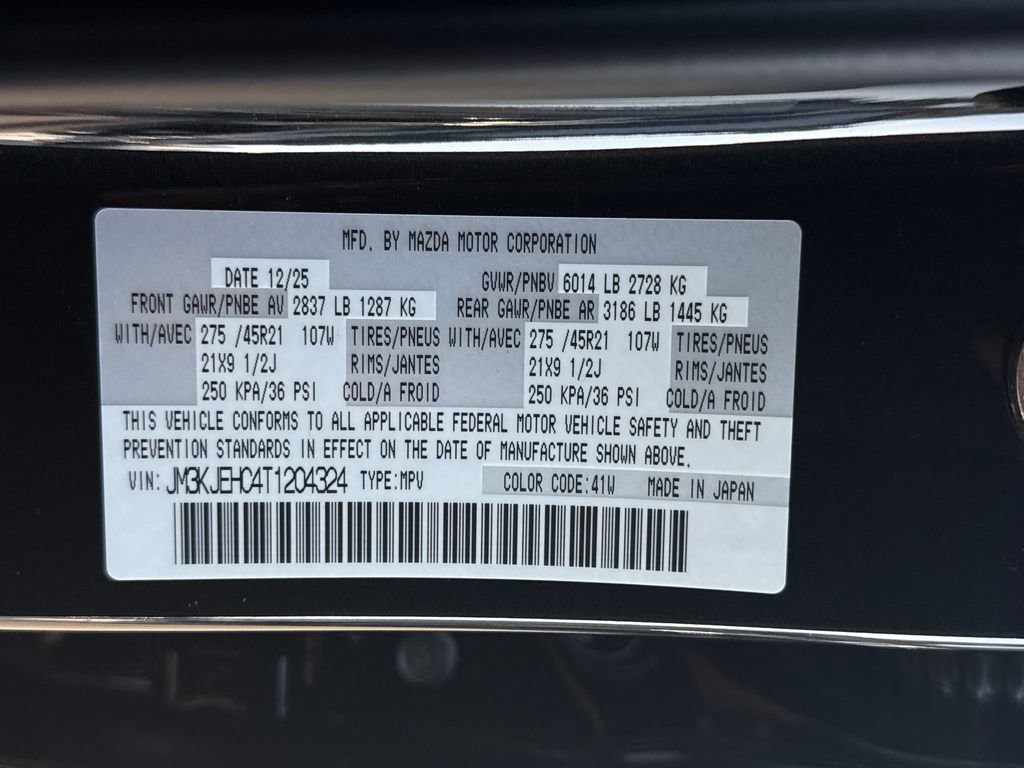 MFD. BY MAZDA MOTOR CORPORATION
DATE 12/25 GVWR/PNBV 6014 LB 2728 KG
FRONT GAWR/PNBE AV 2837 LB 1287 KG REAR GAWR/PNBE AR 3186 LB 1445 KG
WITH/AVEC 275 /45R21 107W TIRES/PNEUS WITH/AVEC 275 /45R21 107W TIRES/PNEUS
21X9 1/2J RIMS/JANTES 21X9 1/2J RIMS/JANTES
250 KPA/36 PSI COLD/A FROID 250 KPA/36 PSI COLD/A FROID
THIS VEHICLE CONFORMS TO ALL APPLICABLE FEDERAL MOTOR VEHICLE SAFETY AND THEFT
PREVENTION STANDARDS IN EFFECT ON THE DATE OF MANUFACTURE SHOWN ABOVE.
VIN: JM3KJEHC4T1204324 TYPE:MPV COLOR CODE:41W MADE IN JAPAN